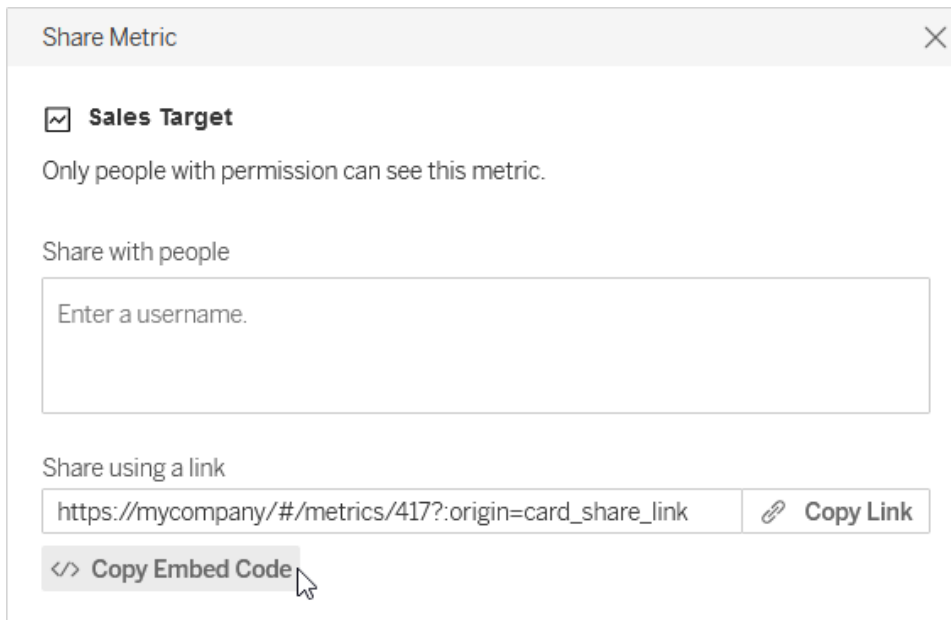 Share Metric
Sales Target
Only people with permission can see this metric.
Share with people
Enter a username.
Share using a link
https://mycompany/#/metrics/417?:origin=card_share_link
Copy Link
</> Copy Embed Code